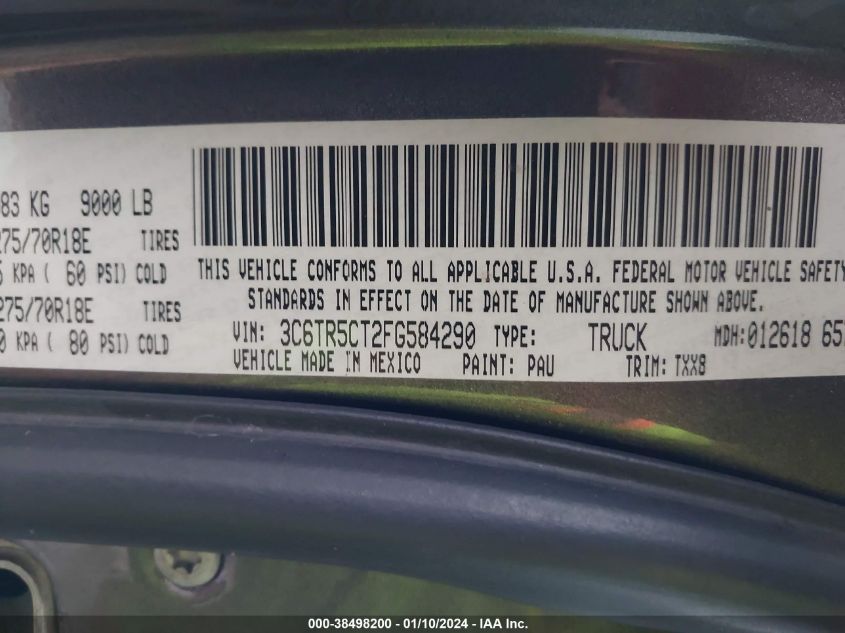 83 KG 9000 LB
275/70R18E TIRES
KPA ( 60 PSI) COLD
275/70R18E TIRES
0 KPA ( 80 PSI) COLD
THIS VEHICLE CONFORMS TO ALL APPLICABLE U.S.A. FEDERAL MOTOR VEHICLE SAFETY
STANDARDS IN EFFECT ON THE DATE OF MANUFACTURE SHOWN ABOVE.
VIN: 3C6TR5CT2FG584290 TYPE: TRUCK MDH:012618 65
VEHICLE MADE IN MEXICO PAINT: PAU TRIM: TXX8
000-38498200 - 01/10/2024 - IAA Inc.